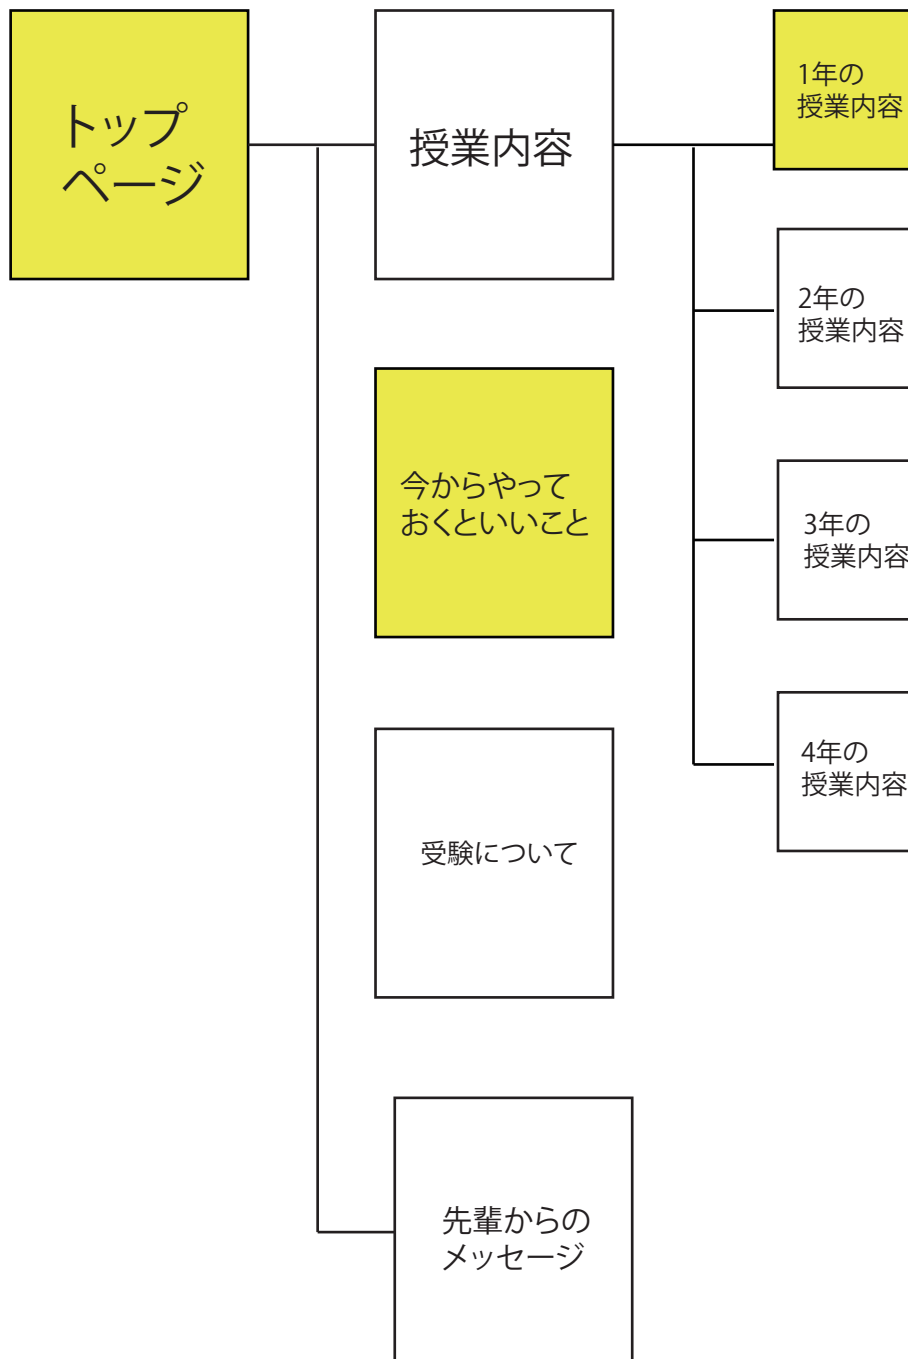 トップ
ページ
授業内容
1年の
授業内容
2年の
授業内容
今からやって
おくといいこと
3年の
授業内容
4年の
授業内容
受験について
先輩からの
メッセージ